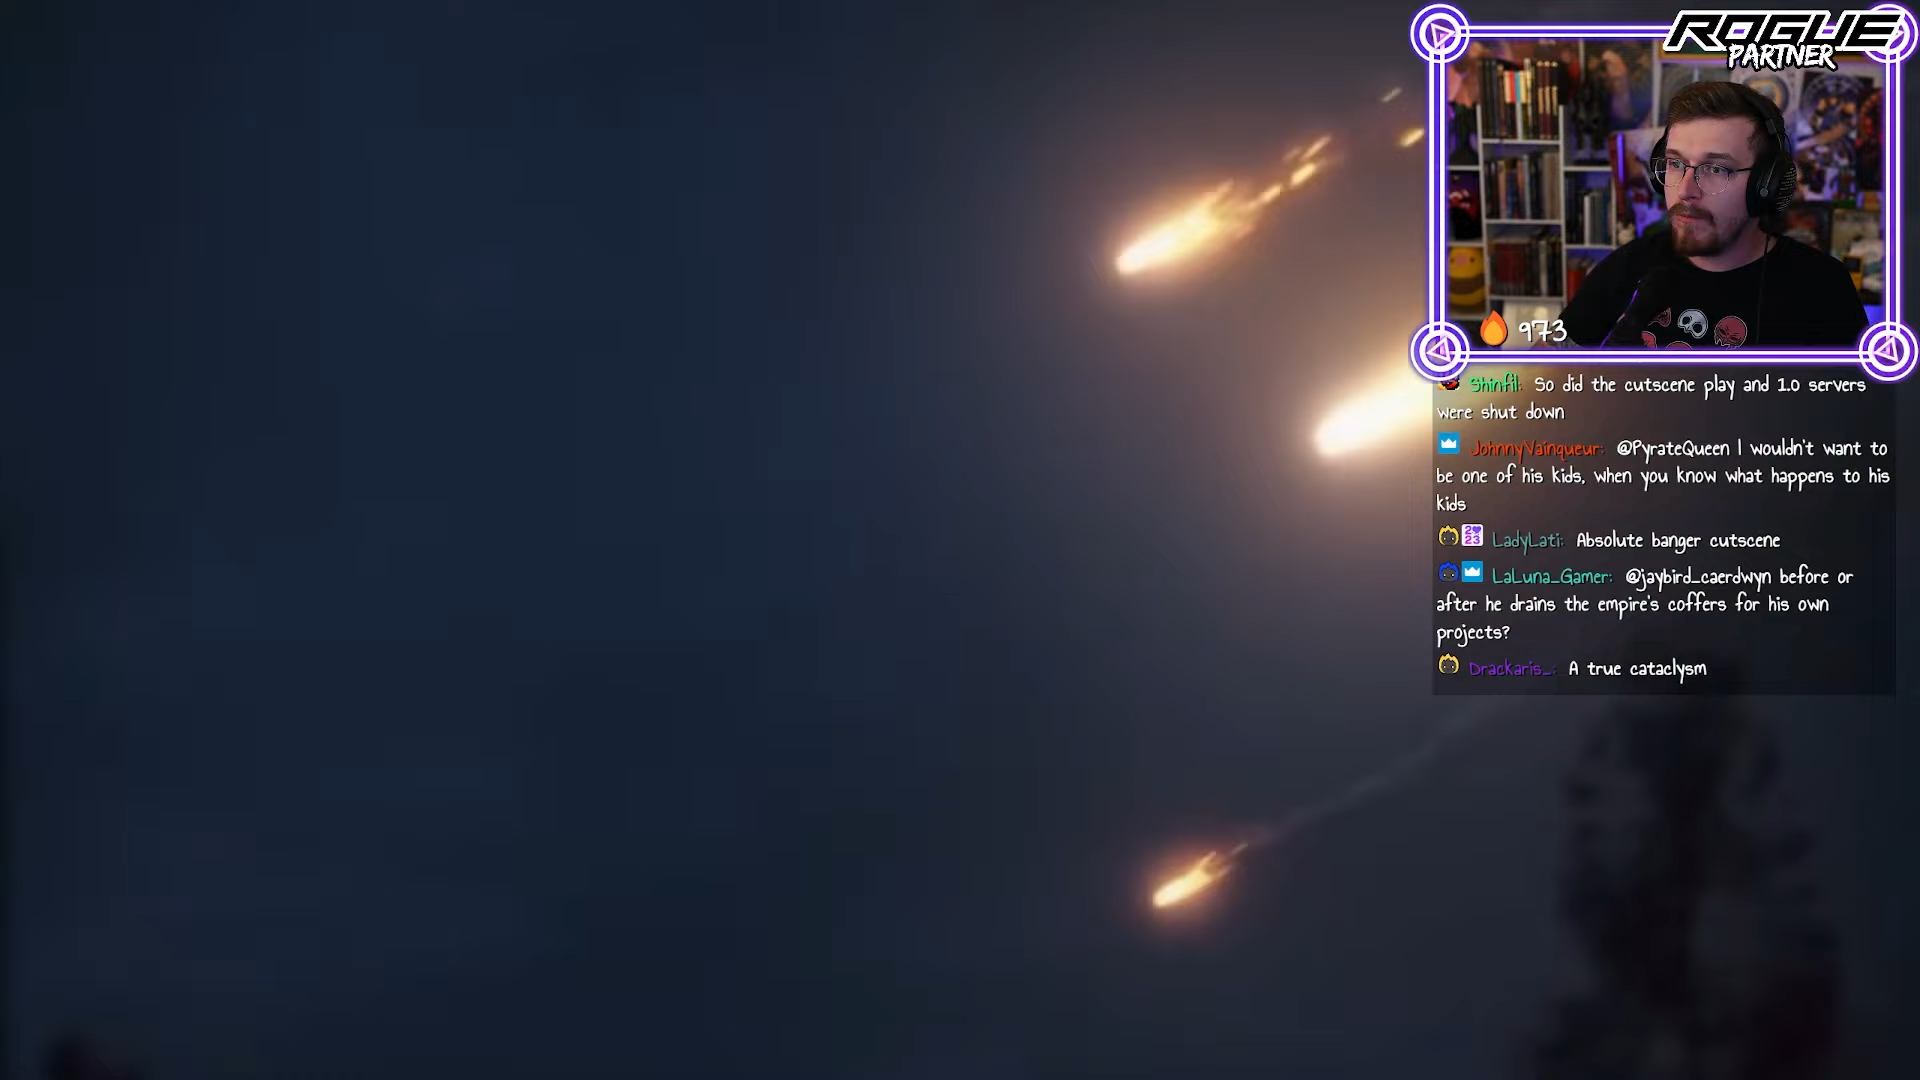 ROGUE
PARTNER
973
Shinfil: So did the cutscene play and 1.0 servers
were shut down
JohnnyVainqueur: @PyrateQueen I wouldn't want to
be one of his kids, when you know what happens to his
kids
2023 LadyLati: Absolute banger cutscene
LaLuna_Gamer: @jaybird_caerdwyn before or
after he drains the empire's coffers for his own
projects?
Drackaris_: A true cataclysm